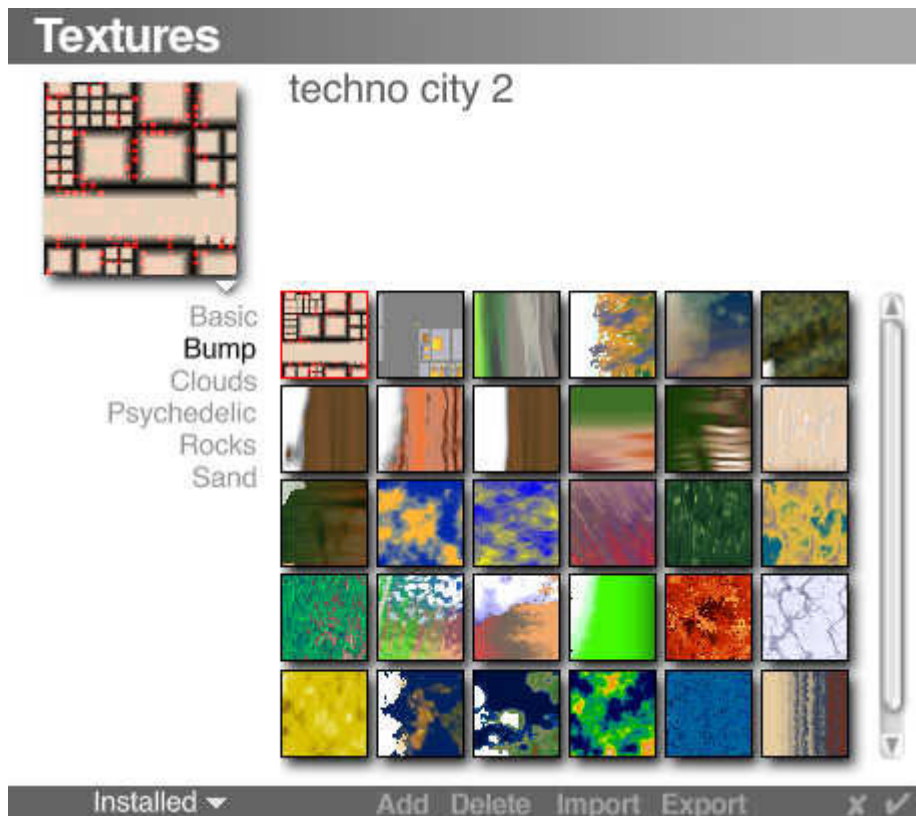 Textures
techno city 2
Basic
Bump
Clouds
Psychedelic
Rocks
Sand
Installed Add Delete Import Export